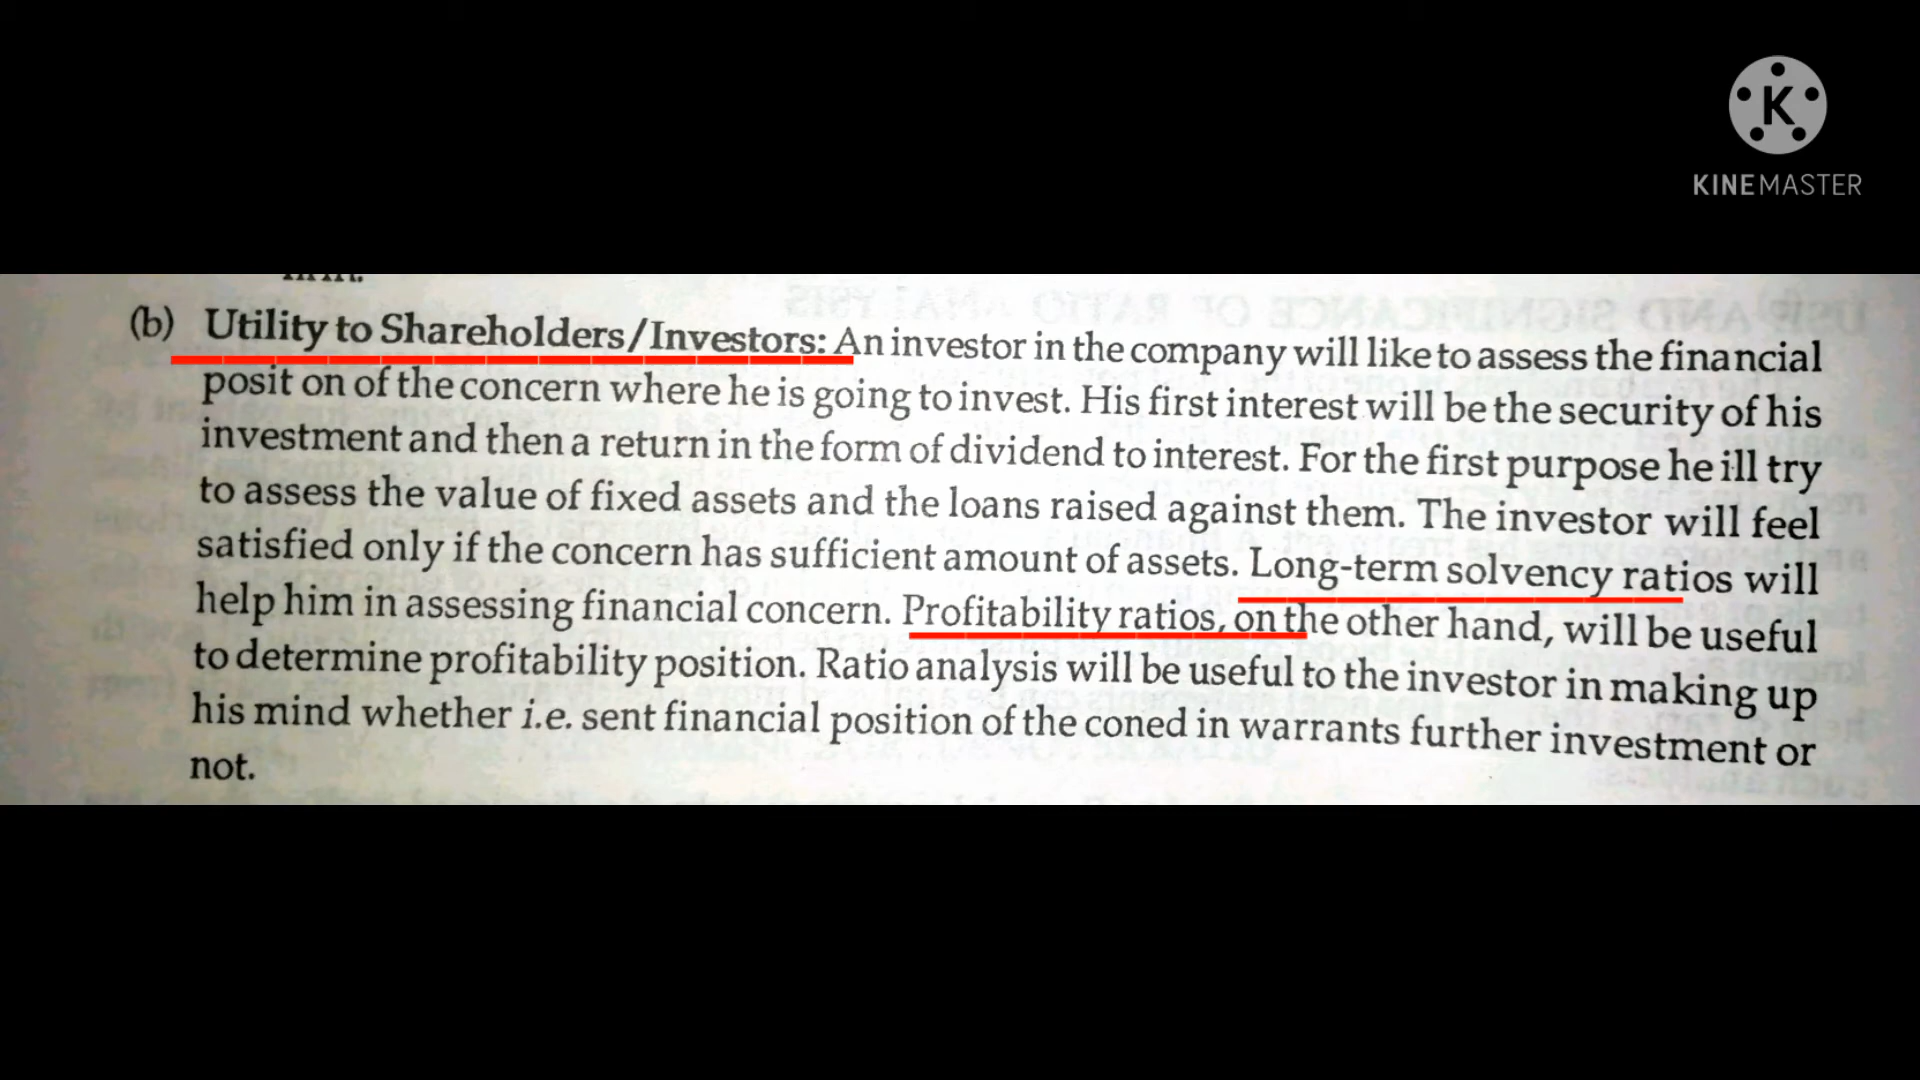 K
KINEMASTER
(b) Utility to Shareholders/Investors: An investor in the company will like to assess the financial
posit on of the concern where he is going to invest. His first interest will be the security of his
investment and then a return in the form of dividend to interest. For the first purpose he ill try
to assess the value of fixed assets and the loans raised against them. The investor will feel
satisfied only if the concern has sufficient amount of assets. Long-term solvency ratios will
help him in assessing financial concern. Profitability ratios, on the other hand, will be useful
to determine profitability position. Ratio analysis will be useful to the investor in making up
his mind whether i.e. sent financial position of the coned in warrants further investment or
not.